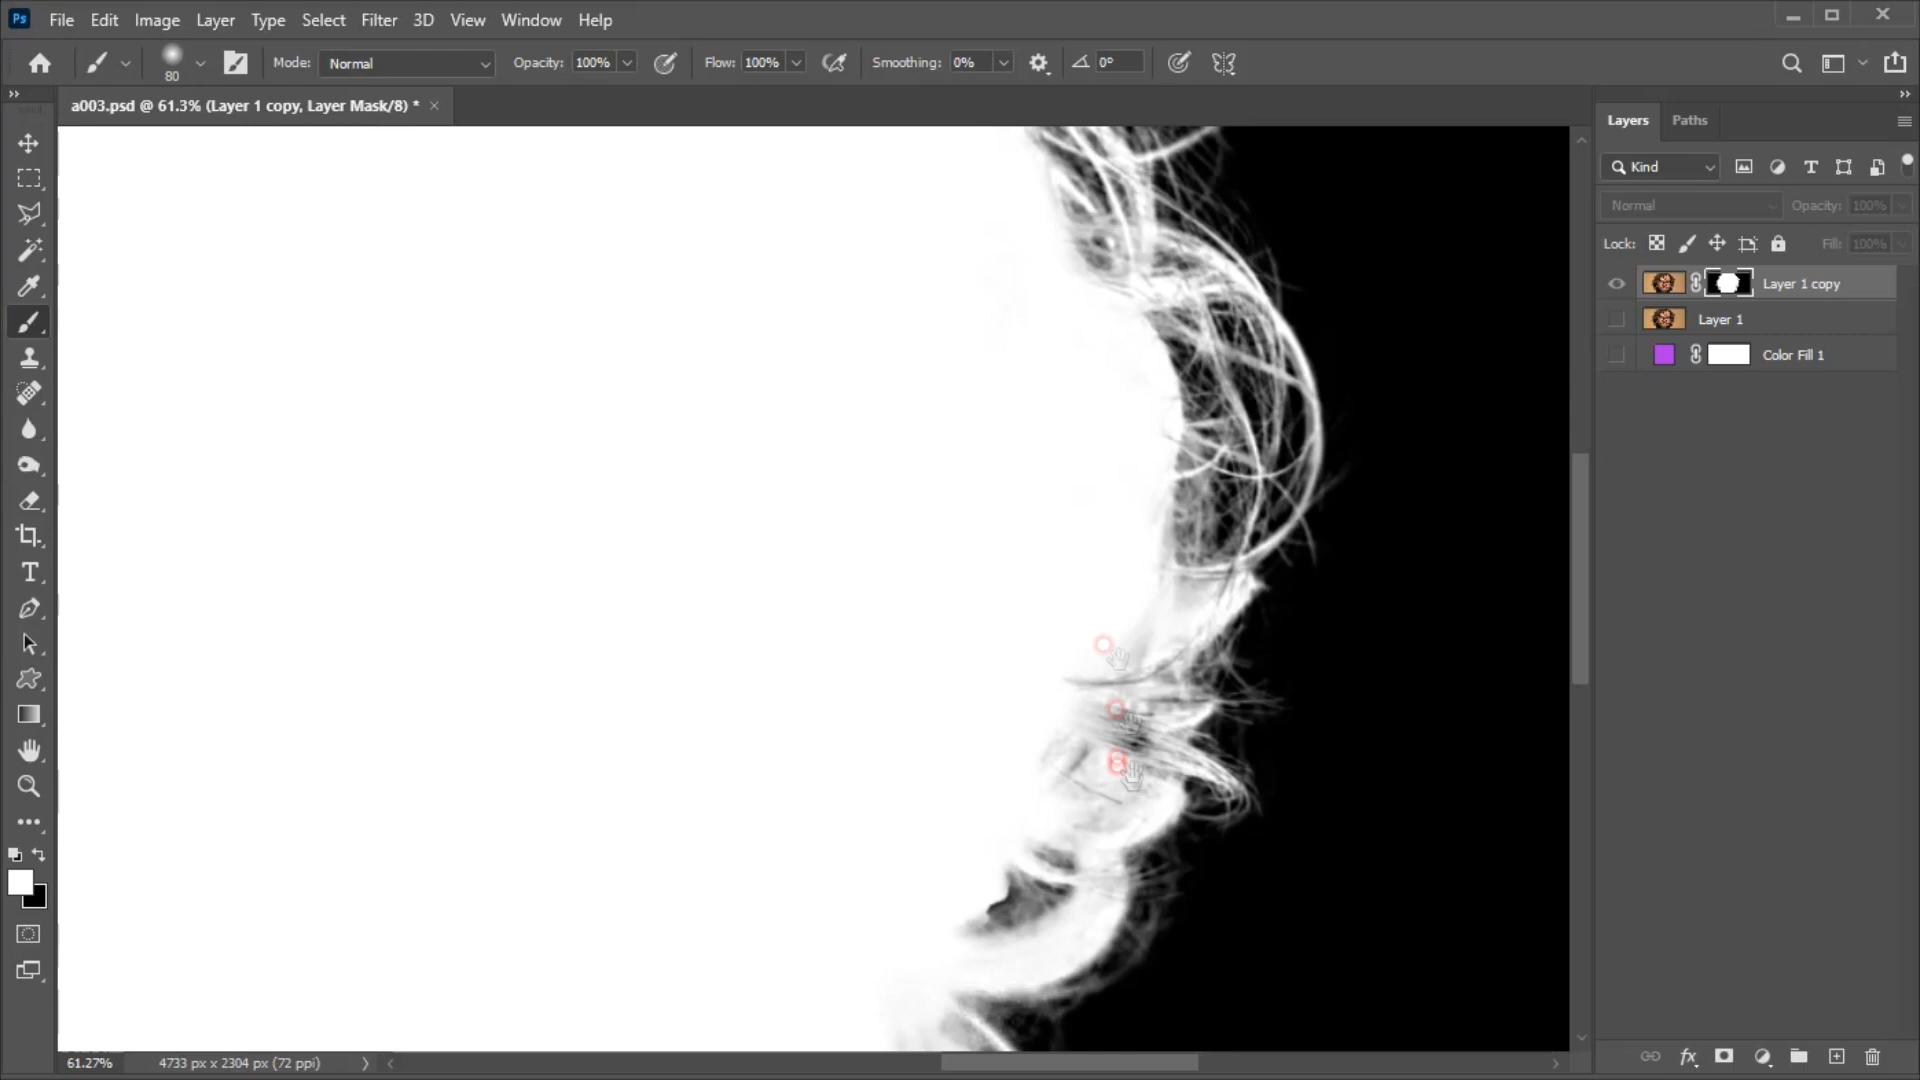 Ps File Edit Image Layer Select Filter 3D View Window Help
80 Mode: Normal Opacity: 100% Flow: 100% Smoothing: 0% 0°
a003.psd @ 61.3% (Layer 1 copy, Layer Mask/8) * ×
Layers Paths
Kind
Normal Opacity: 100%
Lock: Fill: 100%
Layer 1 copy
Layer 1
Color Fill 1
61.27% 4733 px x 2304 px (72 ppi)